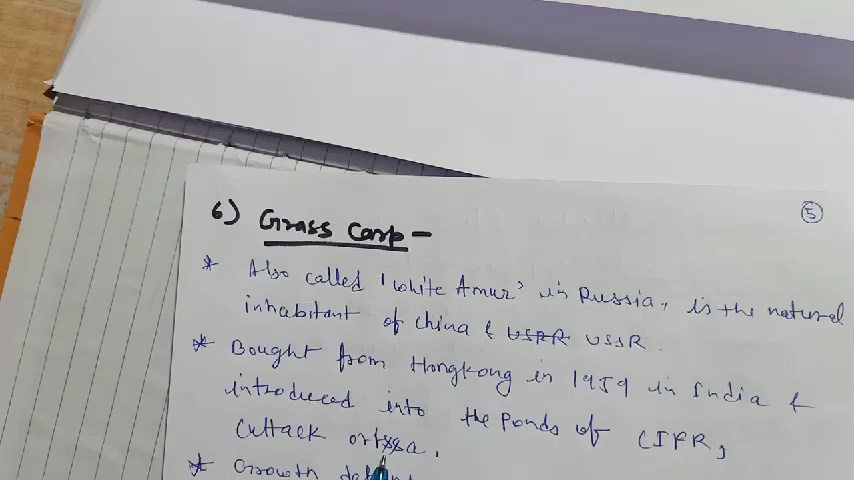 5
6) Grass Carp -
* Also called 'White Amur' in Russia, is the natural
inhabitant of China & USPR USSR.
* Bought from Hongkong in 1959 in India &
introduced into the Ponds of CIFR,
Cuttack orissa.
* Growth